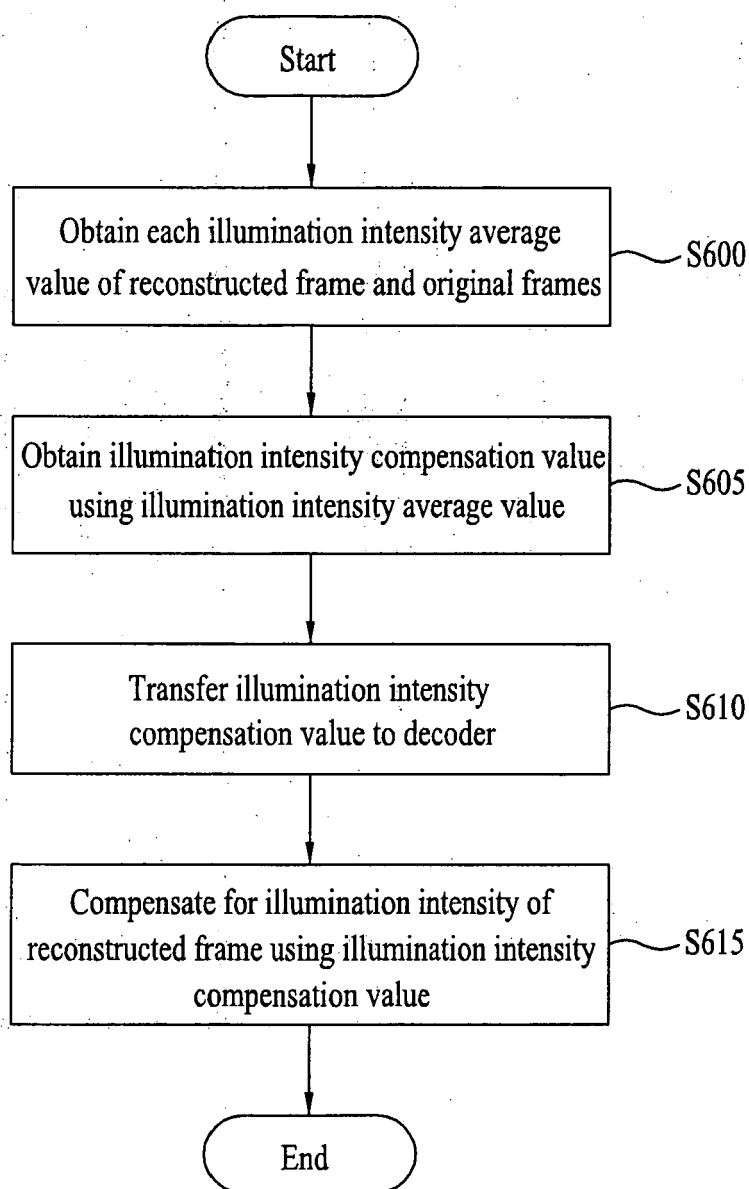 Start
Obtain each illumination intensity average
value of reconstructed frame and original frames
S600
Obtain illumination intensity compensation value
using illumination intensity average value
S605
Transfer illumination intensity
compensation value to decoder
S610
Compensate for illumination intensity of
reconstructed frame using illumination intensity
compensation value
S615
End